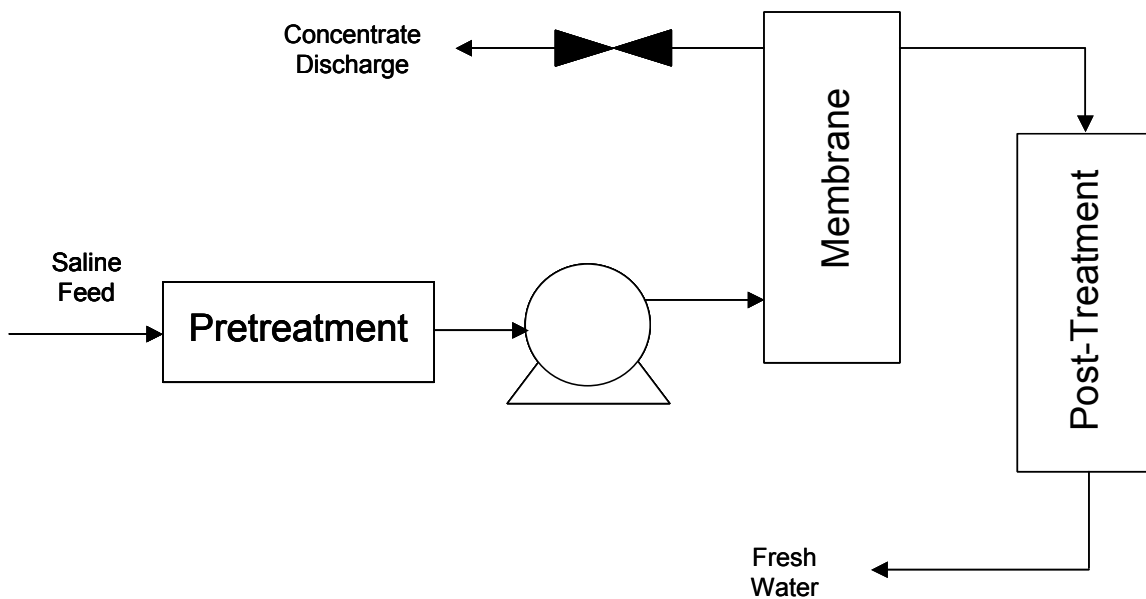 Concentrate
Discharge
Membrane
Post-Treatment
Saline
Feed
Pretreatment
Fresh
Water